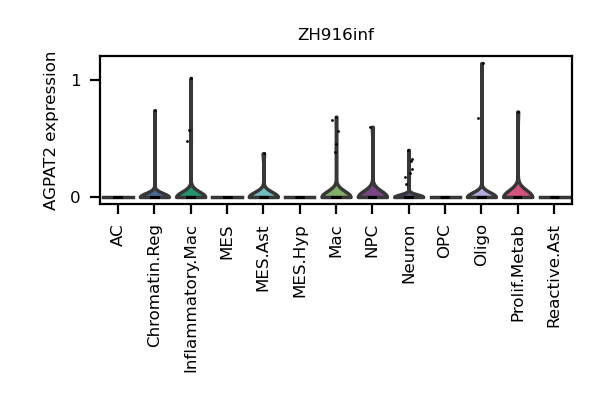 ZH916inf
AGPAT2 expression
1
0
AC
Chromatin.Reg
Inflammatory.Mac
MES
MES.Ast
MES.Hyp
Mac
NPC
Neuron
OPC
Oligo
Prolif.Metab
Reactive.Ast